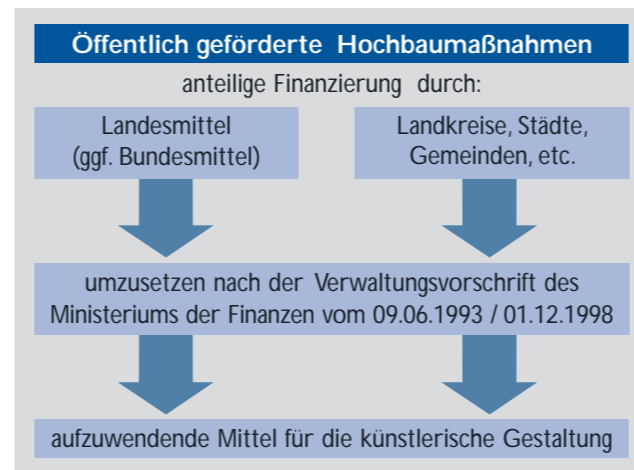 Öffentlich geförderte Hochbaumaßnahmen
anteilige Finanzierung durch:
Landesmittel
(ggf. Bundesmittel)
Landkreise, Städte,
Gemeinden, etc.
umzusetzen nach der Verwaltungsvorschrift des
Ministeriums der Finanzen vom 09.06.1993 / 01.12.1998
aufzuwendende Mittel für die künstlerische Gestaltung